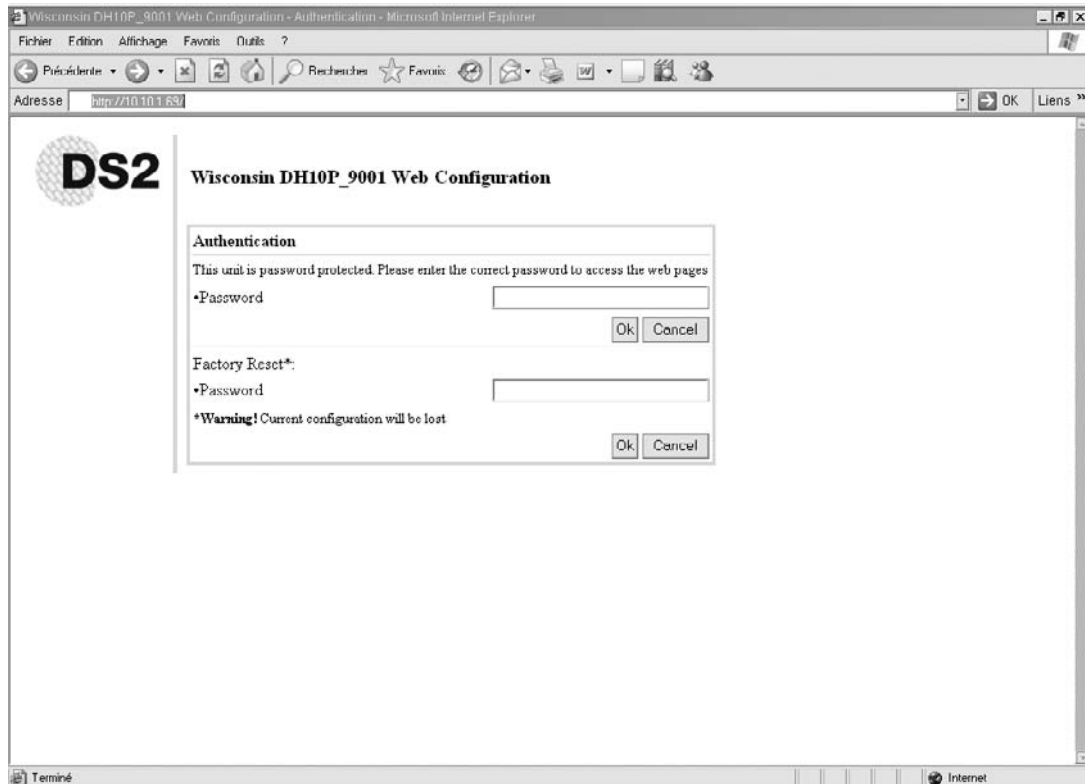 Wisconsin DH10P_9001 Web Configuration - Authentication - Microsoft Internet Explorer
Fichier Edition Affichage Favoris Outils ?
Précédente Rechercher Favoris W
Adresse http://10.10.1.69/ OK Liens »
DS2
Wisconsin DH10P_9001 Web Configuration
Authentication
This unit is password protected. Please enter the correct password to access the web pages
•Password
Ok Cancel
Factory Reset*:
•Password
*Warning! Current configuration will be lost
Ok Cancel
Terminé Internet